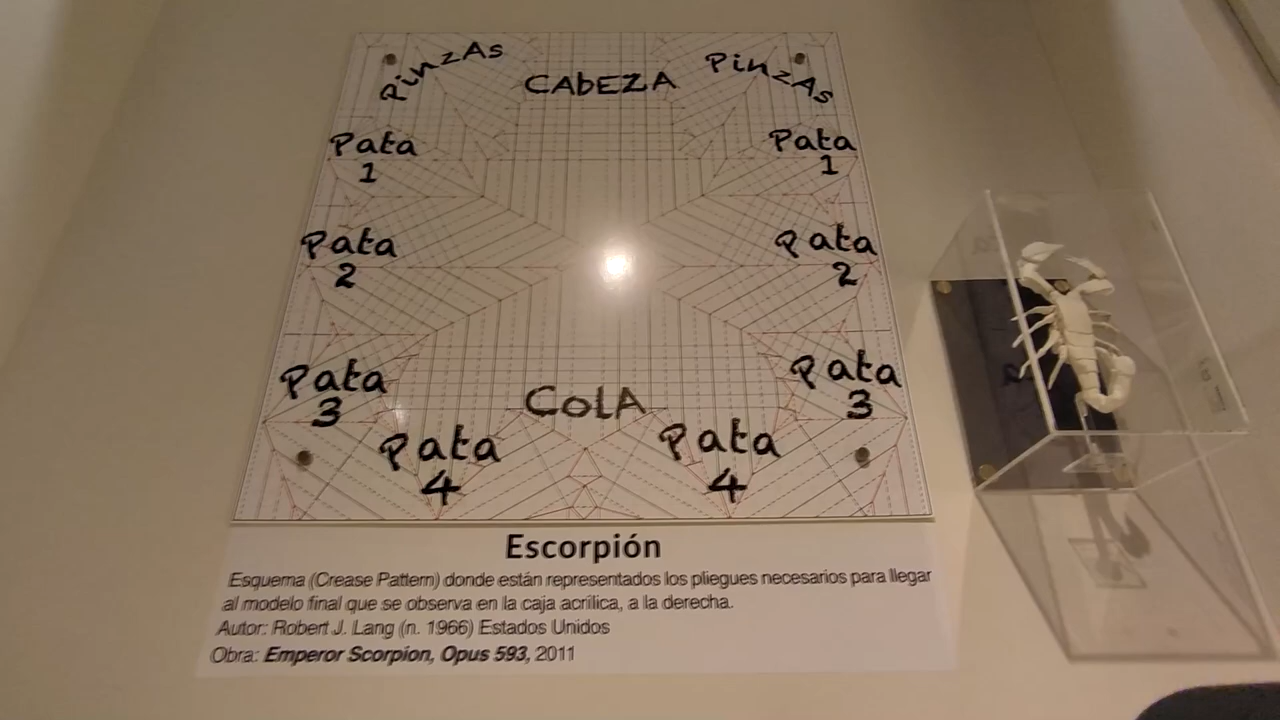 PinzAs CAbEZA PinzAs
Pata Pata
1 1
Pata Pata
2 2
Pata Pata
3 3
ColA
Pata Pata
4 4
Escorpión
Esquema (Crease Pattern) donde están representados los pliegues necesarios para llegar
al modelo final que se observa en la caja acrílica, a la derecha.
Autor: Robert J. Lang (n. 1966) Estados Unidos
Obra: Emperor Scorpion, Opus 593, 2011